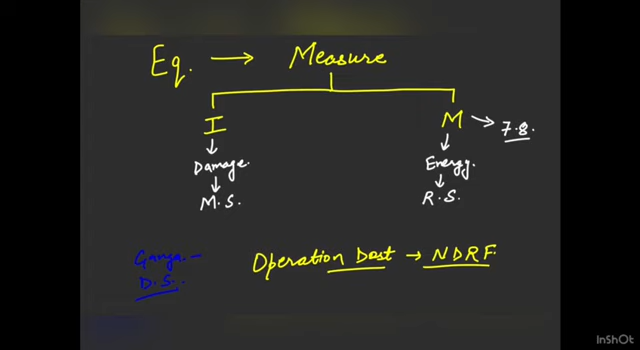 Eq. → Measure
I
M → 7.8.
↓
↓
Damage.
Energy.
↓
↓
M.S.
R.S.
Ganga. –
D.S.
Operation Dost → NDRF.
InShOt